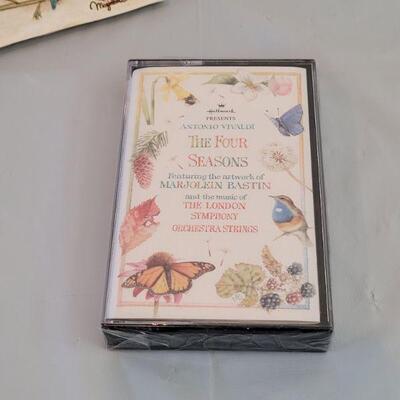 Hallmark
PRESENTS
ANTONIO VIVALDI
THE FOUR
SEASONS
Featuring the artwork of
MARJOLEIN BASTIN
and the music of
THE LONDON
SYMPHONY
ORCHESTRA STRINGS